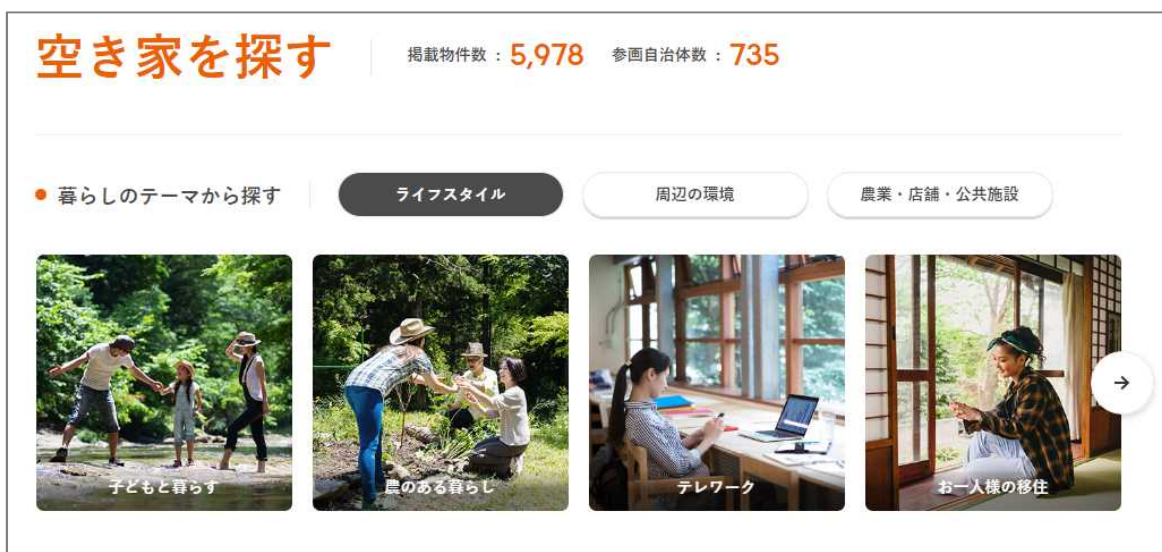 空き家を探す
掲載物件数 : 5,978 参画自治体数 : 735
暮らしのテーマから探す
ライフスタイル
周辺の環境
農業・店舗・公共施設
子どもと暮らす
農のある暮らし
テレワーク
お一人様の移住